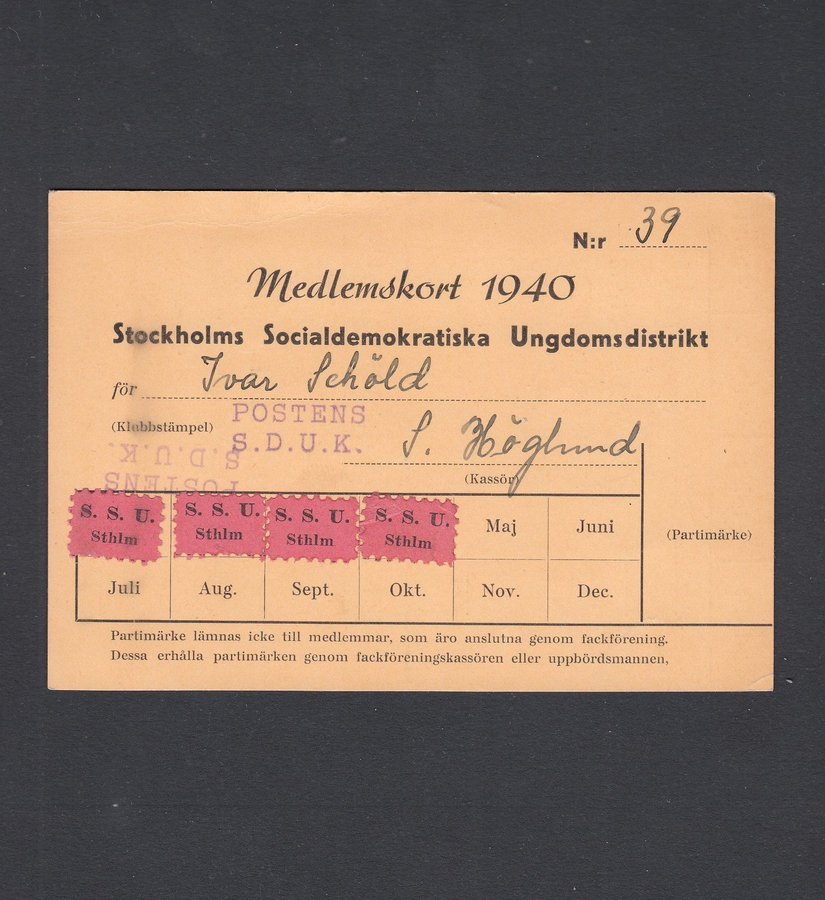 N:r 39
Medlemskort 1940
Stockholms Socialdemokratiska Ungdomsdistrikt
för Ivar Schöld
(Klubbstämpel) POSTENS
S.D.U.K. S. Höglund
(Kassör)
POSTENS
S.D.U.K.
S. S. U. S. S. U. S. S. U. S. S. U. Maj Juni
Sthlm Sthlm Sthlm Sthlm
(Partimärke)
Juli Aug. Sept. Okt. Nov. Dec.
Partimärke lämnas icke till medlemmar, som äro anslutna genom fackförening.
Dessa erhålla partimärken genom fackföreningskassören eller uppbördsmannen,